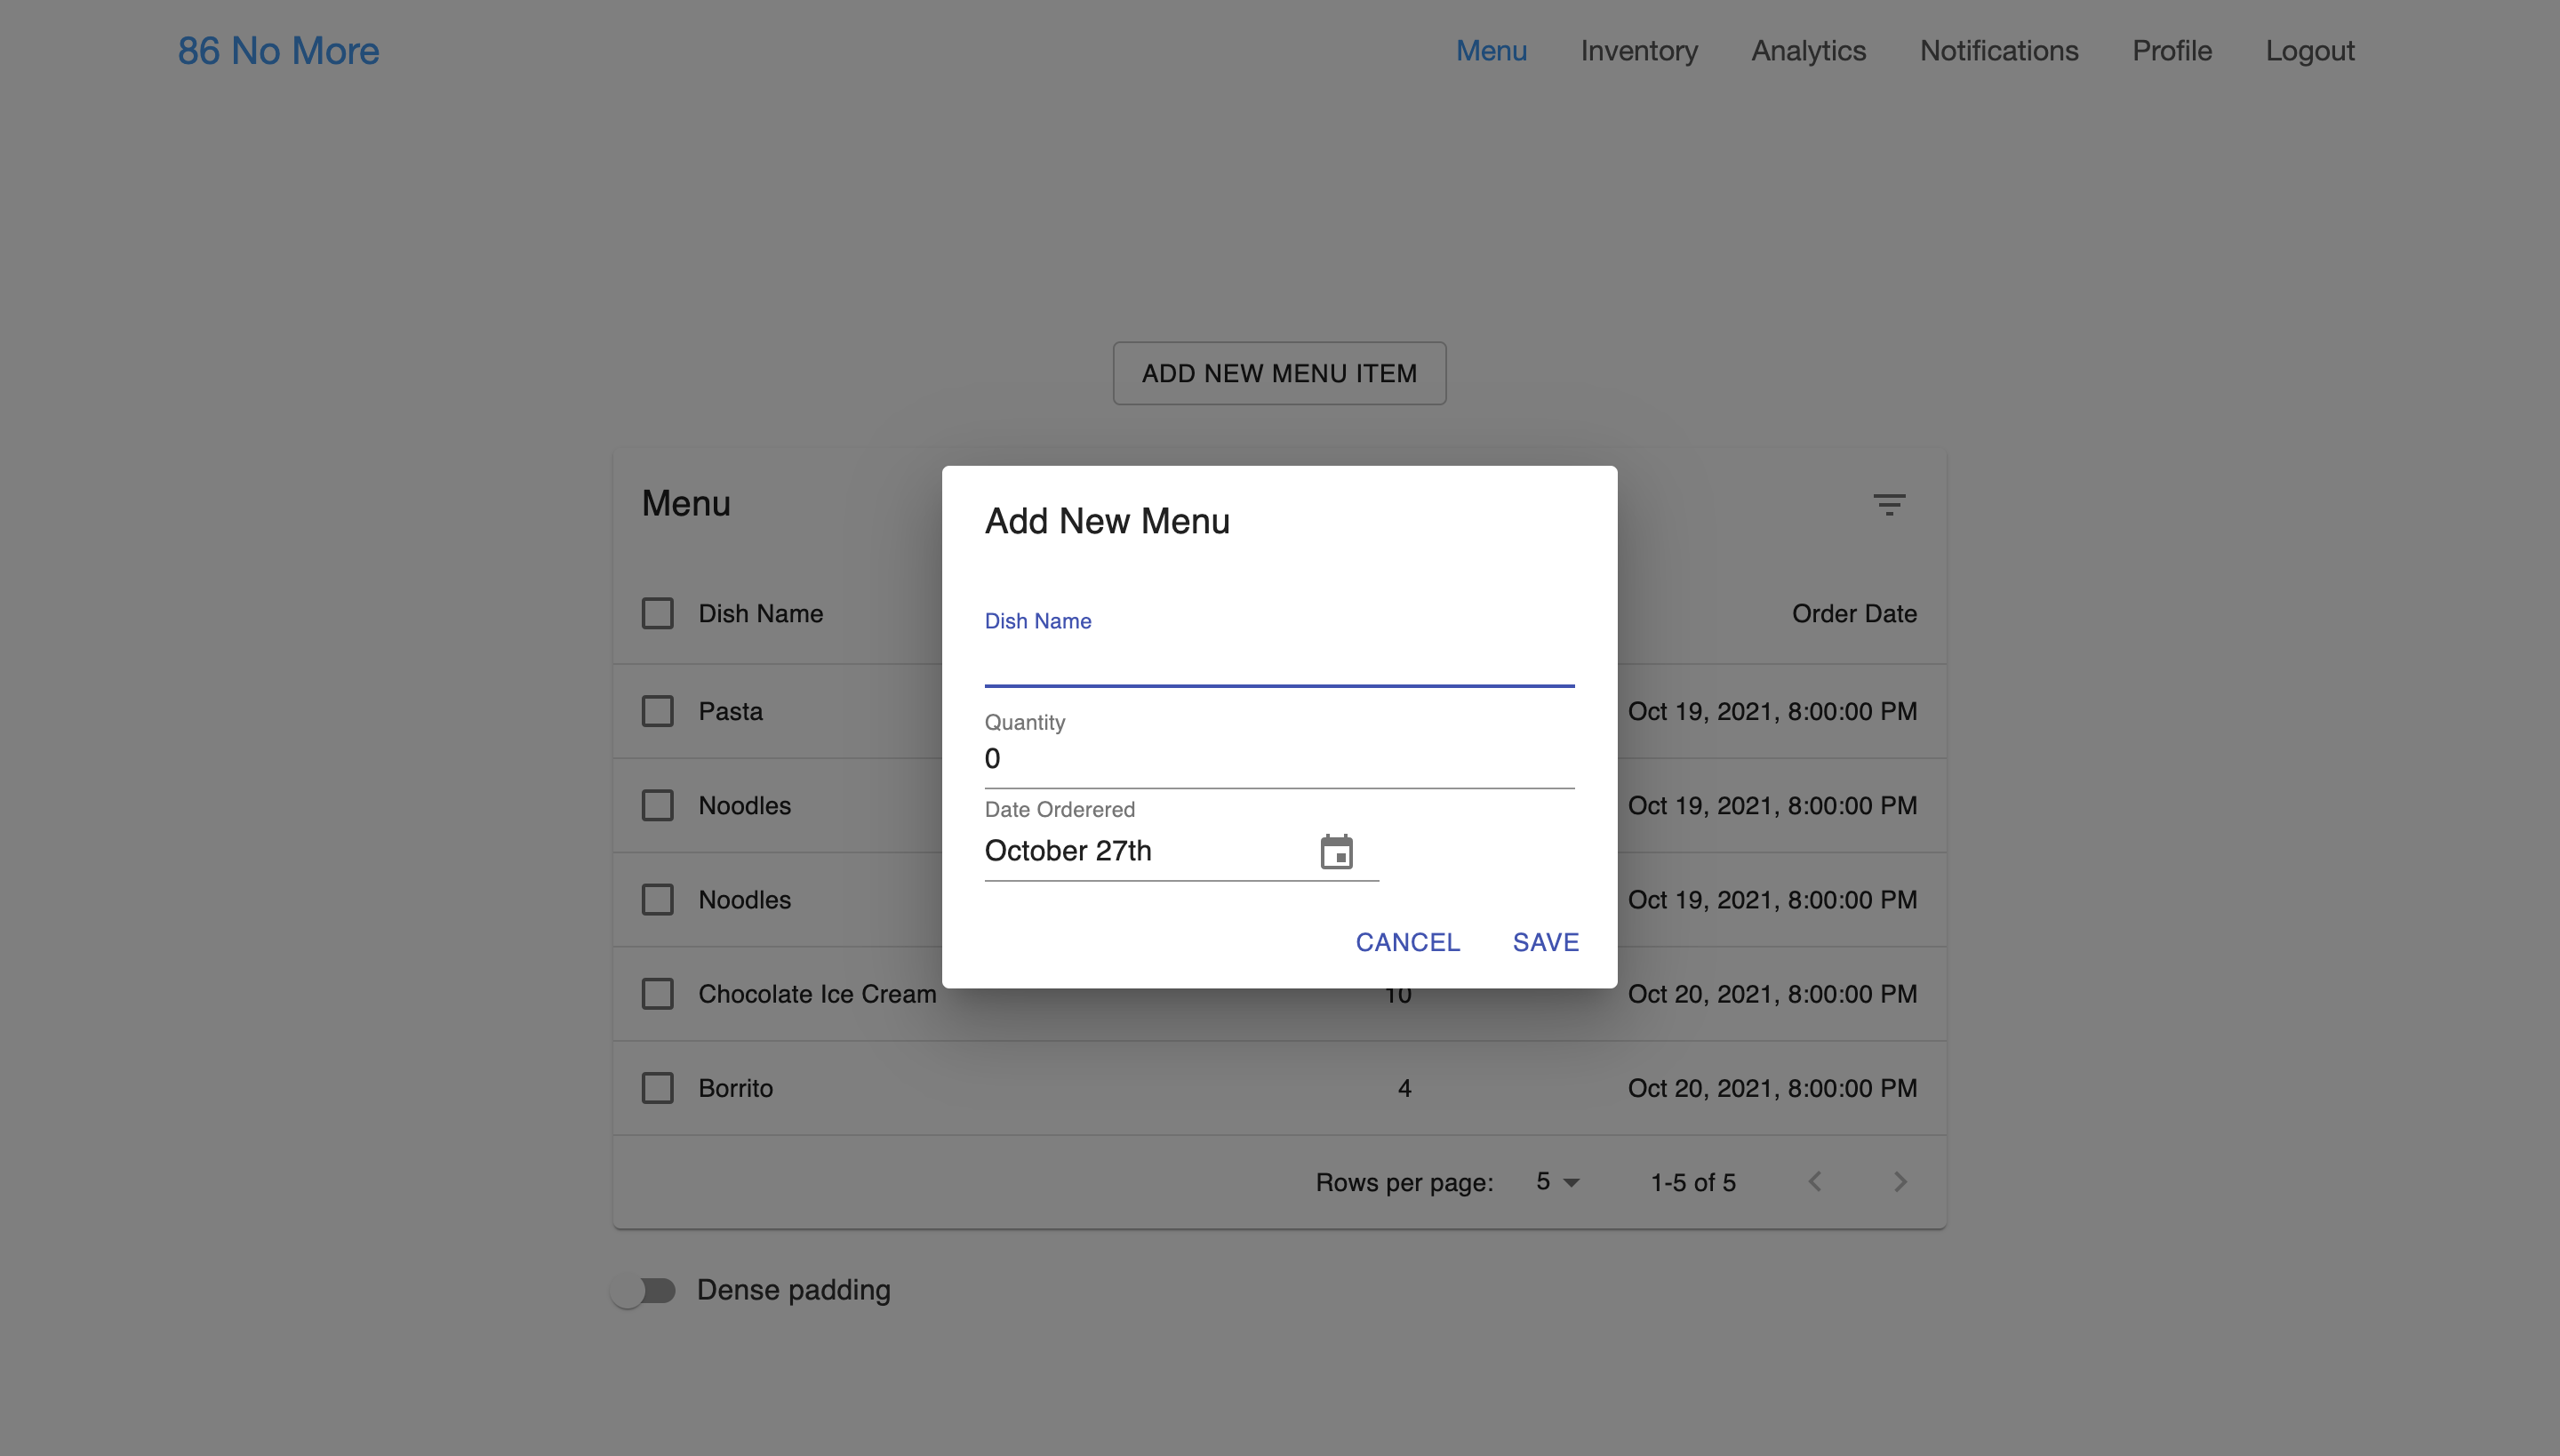 86 No More
Menu Inventory Analytics Notifications Profile Logout
ADD NEW MENU ITEM
Menu
Dish Name Order Date
Pasta Oct 19, 2021, 8:00:00 PM
Noodles Oct 19, 2021, 8:00:00 PM
Noodles Oct 19, 2021, 8:00:00 PM
Chocolate Ice Cream 10 Oct 20, 2021, 8:00:00 PM
Borrito 4 Oct 20, 2021, 8:00:00 PM
Rows per page: 5 1-5 of 5
Dense padding
Add New Menu
Dish Name
Quantity
0
Date Orderered
October 27th
CANCEL SAVE